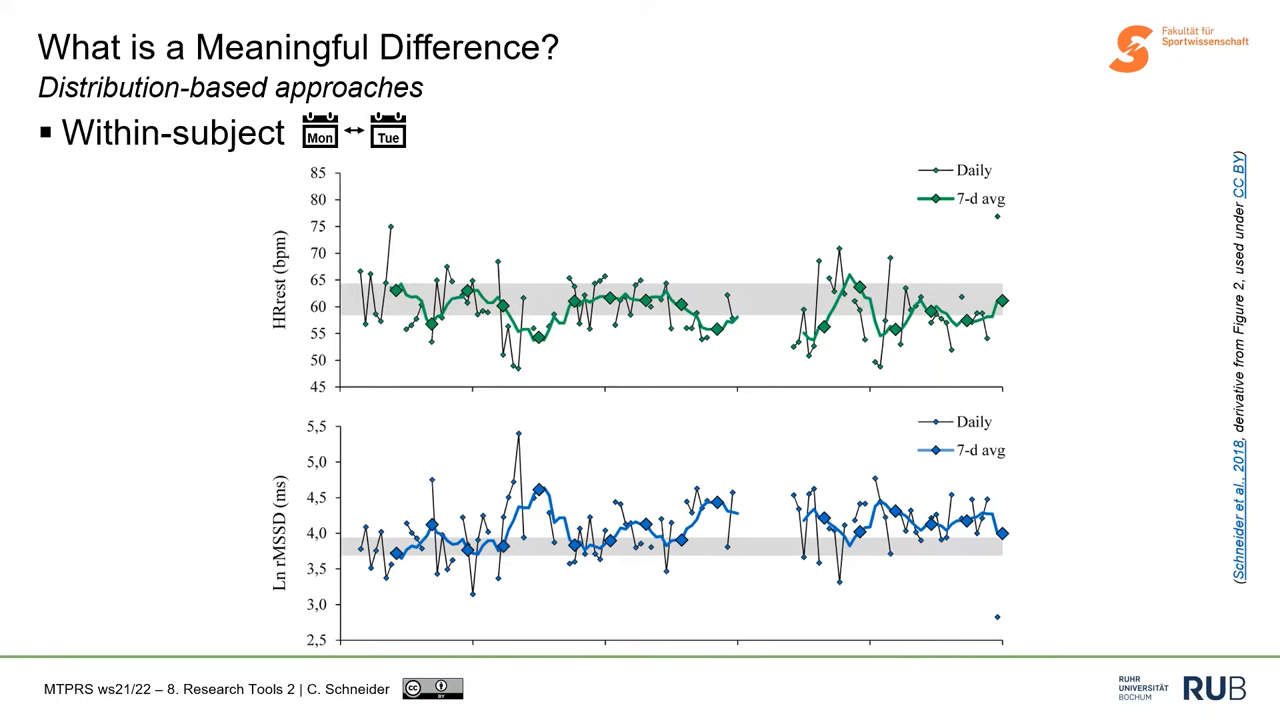 What is a Meaningful Difference?
Distribution-based approaches
▪ Within-subject
Mon
Tue
Fakultät für
Sportwissenschaft
HRrest (bpm)
85
80
75
70
65
60
55
50
45
Daily
7-d avg
Ln rMSSD (ms)
5,5
5,0
4,5
4,0
3,5
3,0
2,5
Daily
7-d avg
(Schneider et al., 2018, derivative from Figure 2, used under CC BY)
MTPRS ws21/22 – 8. Research Tools 2 | C. Schneider
cc
BY
RUHR
UNIVERSITÄT
BOCHUM
RUB